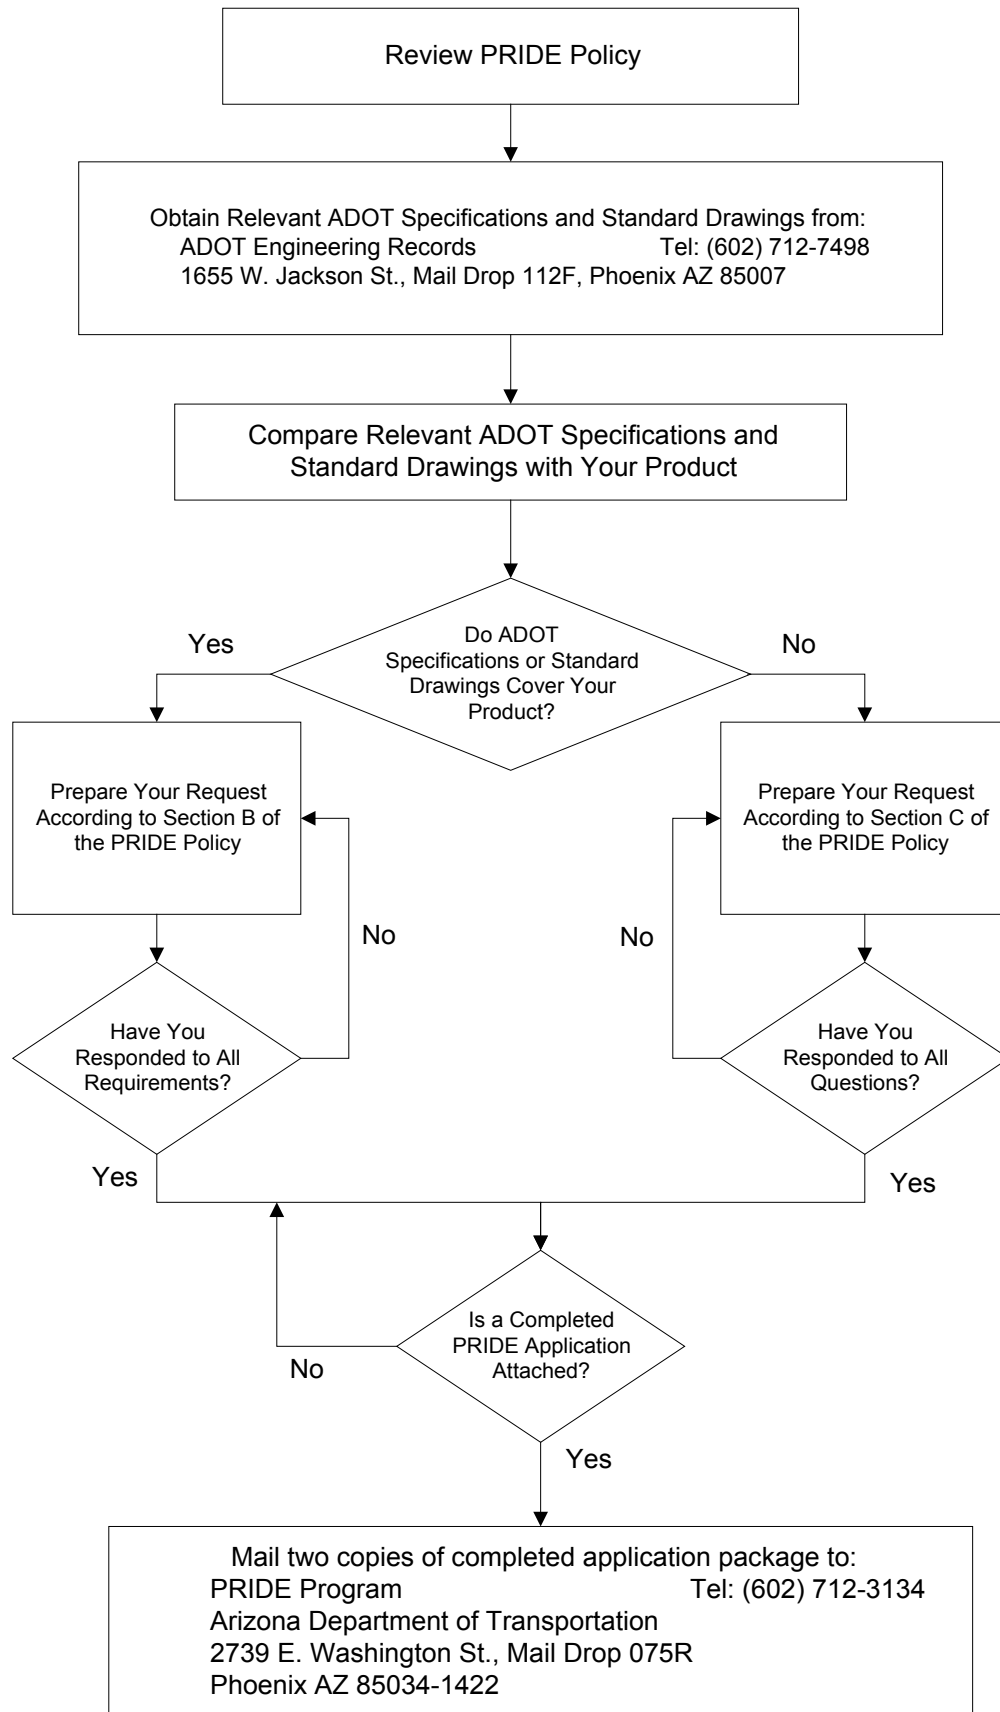 Review PRIDE Policy
Obtain Relevant ADOT Specifications and Standard Drawings from:
ADOT Engineering Records Tel: (602) 712-7498
1655 W. Jackson St., Mail Drop 112F, Phoenix AZ 85007
Compare Relevant ADOT Specifications and
Standard Drawings with Your Product
Do ADOT
Specifications or Standard
Drawings Cover Your
Product?
Yes
No
Prepare Your Request
According to Section B of
the PRIDE Policy
Prepare Your Request
According to Section C of
the PRIDE Policy
No
No
Have You
Responded to All
Requirements?
Have You
Responded to All
Questions?
Yes
Yes
Is a Completed
PRIDE Application
Attached?
No
Yes
Mail two copies of completed application package to:
PRIDE Program Tel: (602) 712-3134
Arizona Department of Transportation
2739 E. Washington St., Mail Drop 075R
Phoenix AZ 85034-1422